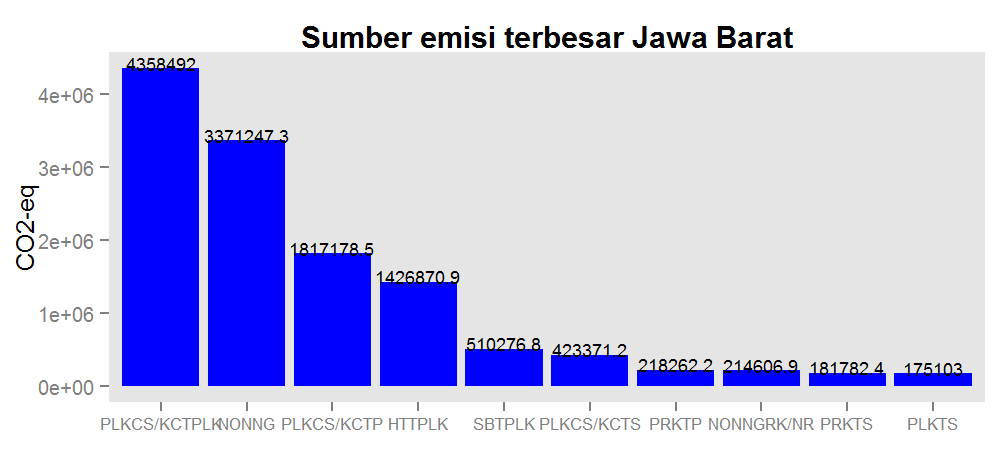 Sumber emisi terbesar Jawa Barat
CO2-eq
4e+06
3e+06
2e+06
1e+06
0e+00
4358492
3371247.3
1817178.5
1426870.9
510276.8
423371.2
218262.2
214606.9
181782.4
175103
PLKCS/KCTPLK NONNG PLKCS/KCTP HTTPLK SBTPLK PLKCS/KCTS PRKTP NONNGRK/NR PRKTS PLKTS